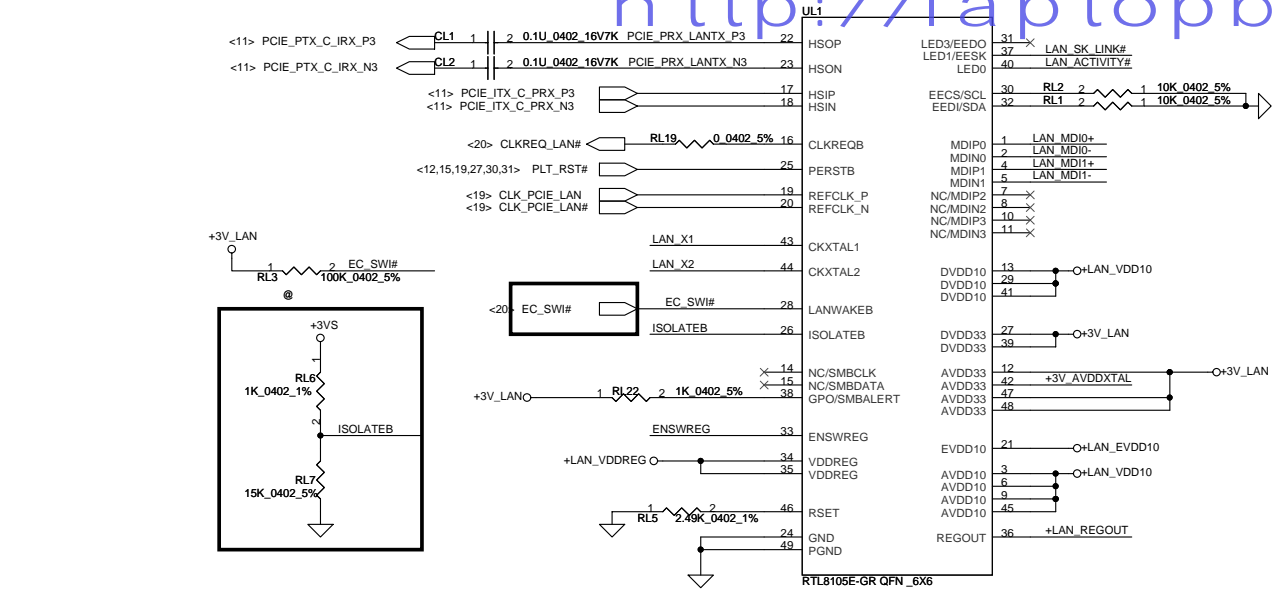 http://laptopb
UL1
<11> PCIE_PTX_C_IRX_P3 CL1 1 2 0.1U_0402_16V7K PCIE_PRX_LANTX_P3 22 HSOP
<11> PCIE_PTX_C_IRX_N3 CL2 1 2 0.1U_0402_16V7K PCIE_PRX_LANTX_N3 23 HSON
<11> PCIE_ITX_C_PRX_P3 17 HSIP
<11> PCIE_ITX_C_PRX_N3 18 HSIN
<20> CLKREQ_LAN# RL19 0_0402_5% 16 CLKREQB
<12,15,19,27,30,31> PLT_RST# 25 PERSTB
<19> CLK_PCIE_LAN 19 REFCLK_P
<19> CLK_PCIE_LAN# 20 REFCLK_N
LAN_X1 43 CKXTAL1
LAN_X2 44 CKXTAL2
<20> EC_SWI# EC_SWI# 28 LANWAKEB
ISOLATEB 26 ISOLATEB
14 NC/SMBCLK
15 NC/SMBDATA
+3V_LAN 1 RL22 2 1K_0402_5% 38 GPO/SMBALERT
ENSWREG 33 ENSWREG
+LAN_VDDREG 34 VDDREG
35 VDDREG
RL5 1 2 2.49K_0402_1% 46 RSET
24 GND
49 PGND
LED3/EEDO 31
LED1/EESK 37 LAN_SK_LINK#
LED0 40 LAN_ACTIVITY#
EECS/SCL 30 RL2 2 1 10K_0402_5%
EEDI/SDA 32 RL1 2 1 10K_0402_5%
MDIP0 1 LAN_MDI0+
MDIN0 2 LAN_MDI0-
MDIP1 4 LAN_MDI1+
MDIN1 5 LAN_MDI1-
NC/MDIP2 7
NC/MDIN2 8
NC/MDIP3 10
NC/MDIN3 11
DVDD10 13 +LAN_VDD10
DVDD10 29
DVDD10 41
DVDD33 27 +3V_LAN
DVDD33 39
AVDD33 12 +3V_LAN
AVDD33 42 +3V_AVDDXTAL
AVDD33 47
AVDD33 48
EVDD10 21 +LAN_EVDD10
AVDD10 3 +LAN_VDD10
AVDD10 6
AVDD10 9
AVDD10 45
REGOUT 36 +LAN_REGOUT
RTL8105E-GR QFN _6X6
+3V_LAN
1 2 EC_SWI#
RL3 100K_0402_5%
@
+3VS
1
RL6
1K_0402_1%
2
ISOLATEB
RL7
15K_0402_5%